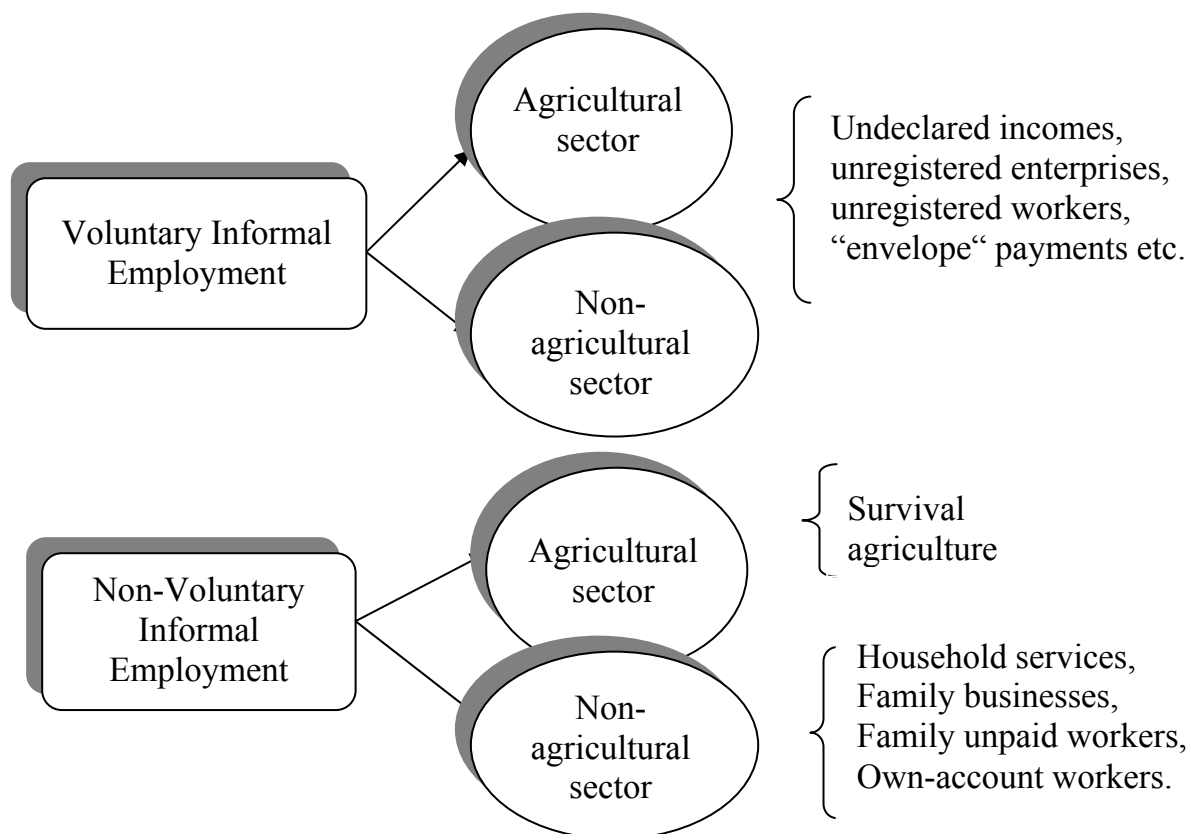 Voluntary Informal
Employment
Agricultural
sector
Non-
agricultural
sector
Undeclared incomes,
unregistered enterprises,
unregistered workers,
“envelope“ payments etc.
Non-Voluntary
Informal
Employment
Agricultural
sector
Non-
agricultural
sector
Survival
agriculture
Household services,
Family businesses,
Family unpaid workers,
Own-account workers.